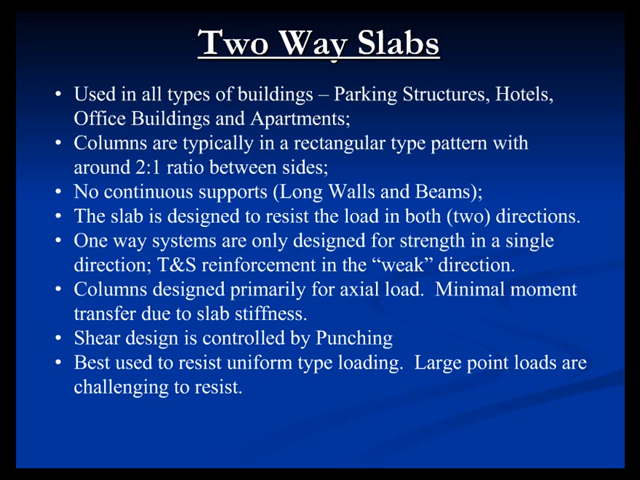 Two Way Slabs
• Used in all types of buildings – Parking Structures, Hotels,
Office Buildings and Apartments;
• Columns are typically in a rectangular type pattern with
around 2:1 ratio between sides;
• No continuous supports (Long Walls and Beams);
• The slab is designed to resist the load in both (two) directions.
• One way systems are only designed for strength in a single
direction; T&S reinforcement in the “weak” direction.
• Columns designed primarily for axial load.  Minimal moment
transfer due to slab stiffness.
• Shear design is controlled by Punching
• Best used to resist uniform type loading.  Large point loads are
challenging to resist.